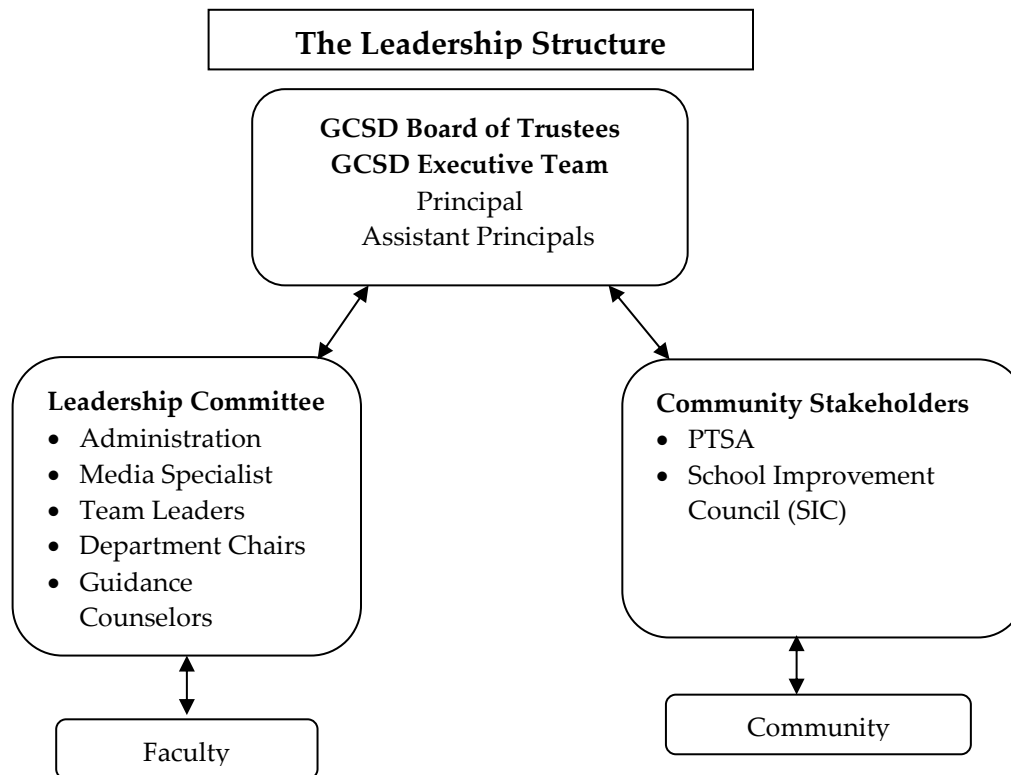 The Leadership Structure
GCSD Board of Trustees
GCSD Executive Team
Principal
Assistant Principals
Leadership Committee
• Administration
• Media Specialist
• Team Leaders
• Department Chairs
• Guidance
Counselors
Community Stakeholders
• PTSA
• School Improvement
Council (SIC)
Faculty
Community